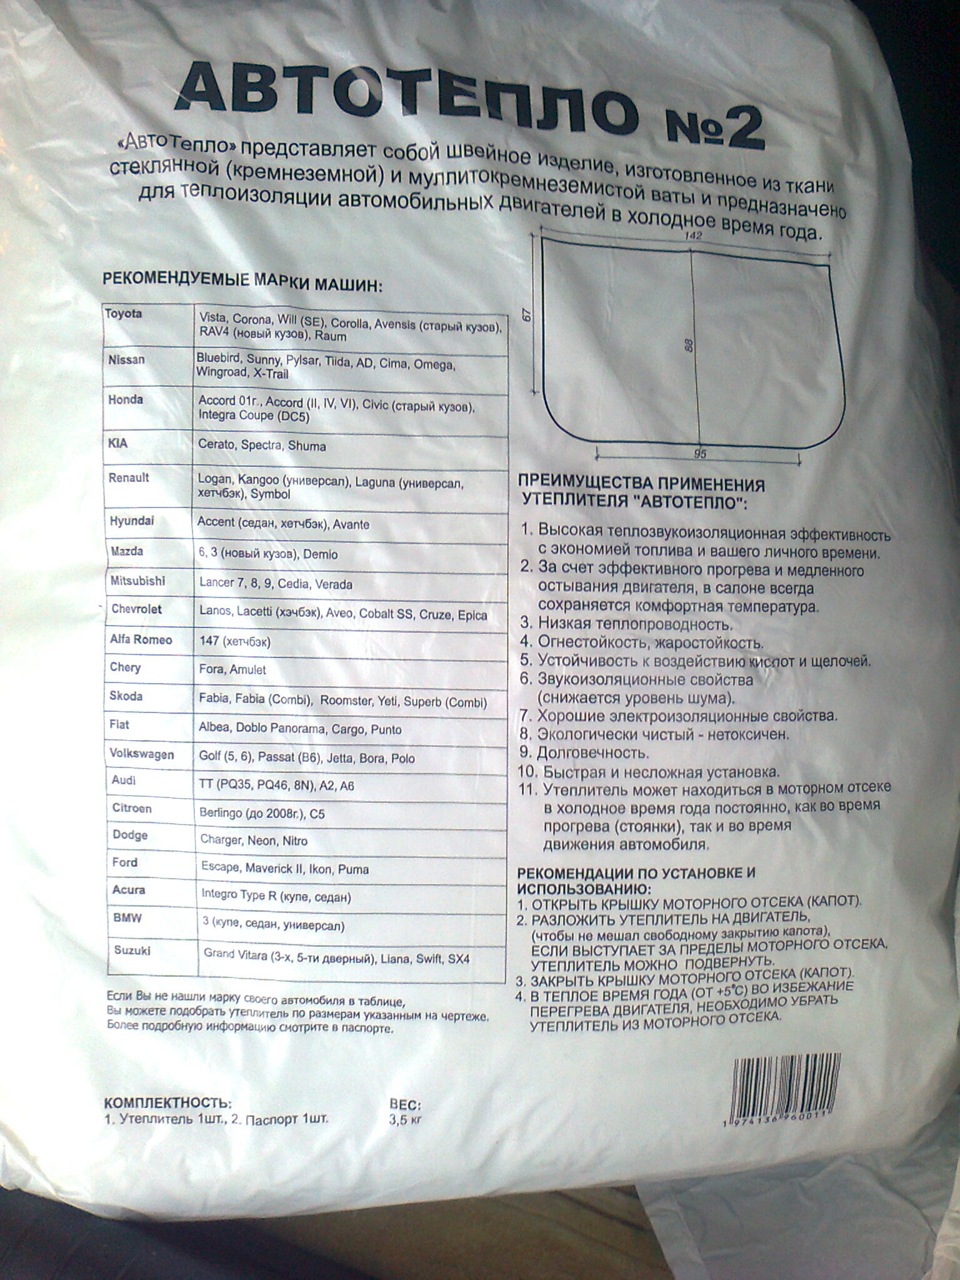 АВТОТЕПЛО №2
«АвтоТепло» представляет собой швейное изделие, изготовленное из ткани
стеклянной (кремнеземной) и муллитокремнеземистой ваты и предназначено
для теплоизоляции автомобильных двигателей в холодное время года.
142
67
88
95
РЕКОМЕНДУЕМЫЕ МАРКИ МАШИН:
Toyota
Vista, Corona, Will (SE), Corolla, Avensis (старый кузов),
RAV4 (новый кузов), Raum
Nissan
Bluebird, Sunny, Pylsar, Tiida, AD, Cima, Omega,
Wingroad, X-Trail
Honda
Accord 01г., Accord (II, IV, VI), Civic (старый кузов),
Integra Coupe (DC5)
KIA
Cerato, Spectra, Shuma
Renault
Logan, Kangoo (универсал), Laguna (универсал,
хетчбэк), Symbol
Hyundai
Accent (седан, хетчбэк), Avante
Mazda
6, 3 (новый кузов), Demio
Mitsubishi
Lancer 7, 8, 9, Cedia, Verada
Chevrolet
Lanos, Lacetti (хэчбэк), Aveo, Cobalt SS, Cruze, Epica
Alfa Romeo
147 (хетчбэк)
Chery
Fora, Amulet
Skoda
Fabia, Fabia (Combi), Roomster, Yeti, Superb (Combi)
Fiat
Albea, Doblo Panorama, Cargo, Punto
Volkswagen
Golf (5, 6), Passat (B6), Jetta, Bora, Polo
Audi
TT (PQ35, PQ46, 8N), A2, A6
Citroen
Berlingo (до 2008г.), C5
Dodge
Charger, Neon, Nitro
Ford
Escape, Maverick II, Ikon, Puma
Acura
Integro Type R (купе, седан)
BMW
3 (купе, седан, универсал)
Suzuki
Grand Vitara (3-х, 5-ти дверный), Liana, Swift, SX4
Если Вы не нашли марку своего автомобиля в таблице,
Вы можете подобрать утеплитель по размерам указанным на чертеже.
Более подробную информацию смотрите в паспорте.
ПРЕИМУЩЕСТВА ПРИМЕНЕНИЯ
УТЕПЛИТЕЛЯ "АВТОТЕПЛО":
1. Высокая теплозвукоизоляционная эффективность
с экономией топлива и вашего личного времени.
2. За счет эффективного прогрева и медленного
остывания двигателя, в салоне всегда
сохраняется комфортная температура.
3. Низкая теплопроводность.
4. Огнестойкость, жаростойкость.
5. Устойчивость к воздействию кислот и щелочей.
6. Звукоизоляционные свойства
(снижается уровень шума).
7. Хорошие электроизоляционные свойства.
8. Экологически чистый - нетоксичен.
9. Долговечность.
10. Быстрая и несложная установка.
11. Утеплитель может находиться в моторном отсеке
в холодное время года постоянно, как во время
прогрева (стоянки), так и во время
движения автомобиля.
РЕКОМЕНДАЦИИ ПО УСТАНОВКЕ И
ИСПОЛЬЗОВАНИЮ:
1. ОТКРЫТЬ КРЫШКУ МОТОРНОГО ОТСЕКА (КАПОТ).
2. РАЗЛОЖИТЬ УТЕПЛИТЕЛЬ НА ДВИГАТЕЛЬ,
(чтобы не мешал свободному закрытию капота),
ЕСЛИ ВЫСТУПАЕТ ЗА ПРЕДЕЛЫ МОТОРНОГО ОТСЕКА,
УТЕПЛИТЕЛЬ МОЖНО ПОДВЕРНУТЬ.
3. ЗАКРЫТЬ КРЫШКУ МОТОРНОГО ОТСЕКА (КАПОТ).
4. В ТЕПЛОЕ ВРЕМЯ ГОДА (ОТ +5°С) ВО ИЗБЕЖАНИЕ
ПЕРЕГРЕВА ДВИГАТЕЛЯ, НЕОБХОДИМО УБРАТЬ
УТЕПЛИТЕЛЬ ИЗ МОТОРНОГО ОТСЕКА.
КОМПЛЕКТНОСТЬ:
1. Утеплитель 1шт., 2. Паспорт 1шт.
ВЕС:
3,5 кг
1 974136 960011